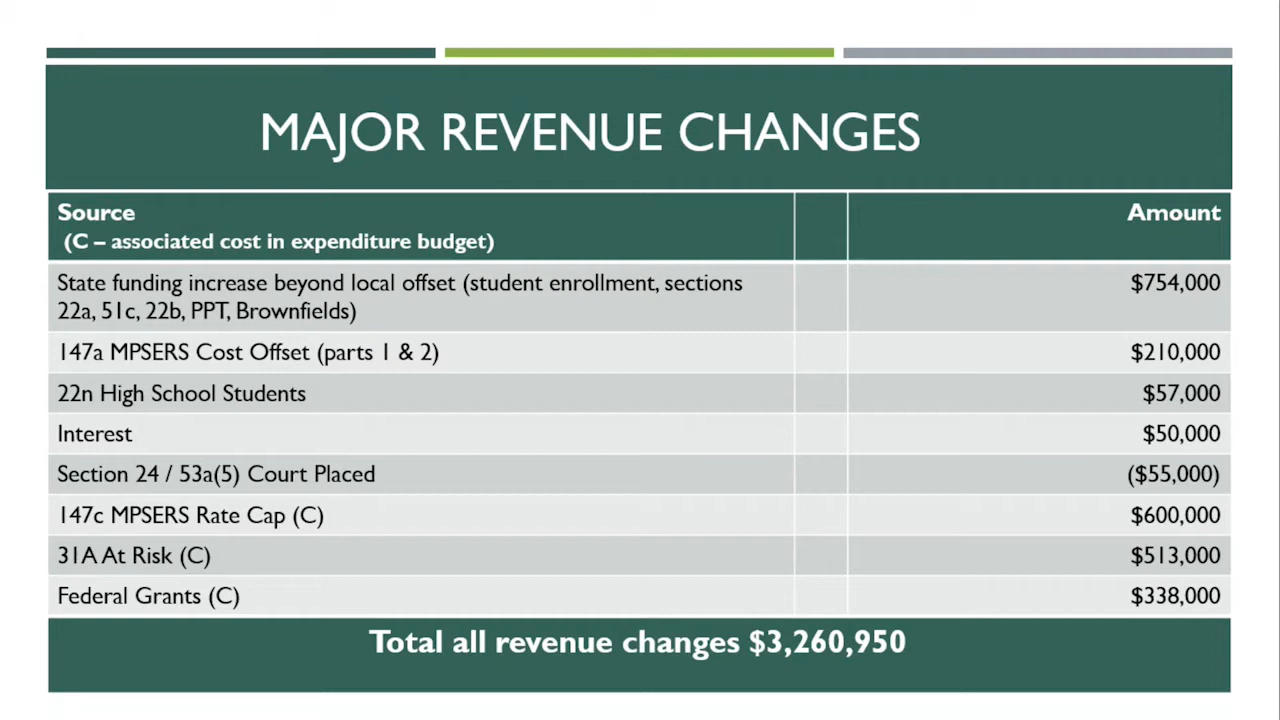 MAJOR REVENUE CHANGES
Source
(C – associated cost in expenditure budget)
Amount
State funding increase beyond local offset (student enrollment, sections
22a, 51c, 22b, PPT, Brownfields)
$754,000
147a MPSERS Cost Offset (parts 1 & 2)
$210,000
22n High School Students
$57,000
Interest
$50,000
Section 24 / 53a(5) Court Placed
($55,000)
147c MPSERS Rate Cap (C)
$600,000
31A At Risk (C)
$513,000
Federal Grants (C)
$338,000
Total all revenue changes $3,260,950